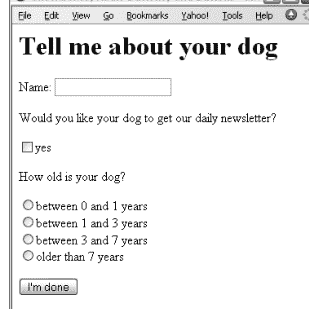 File Edit View Go Bookmarks Yahoo! Tools Help
Tell me about your dog
Name:
Would you like your dog to get our daily newsletter?
yes
How old is your dog?
between 0 and 1 years
between 1 and 3 years
between 3 and 7 years
older than 7 years
I'm done